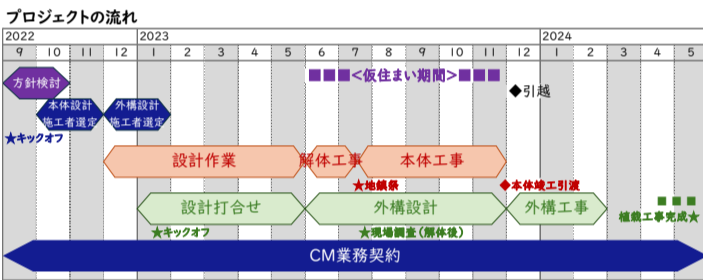 プロジェクトの流れ
2022 2023 2024
9 10 11 12 1 2 3 4 5 6 7 8 9 10 11 12 1 2 3 4 5
方針検討
■■■<仮住まい期間>■■■
◆引越
本体設計
施工者選定
外構設計
施工者選定
★キックオフ
設計作業
解体工事
本体工事
★地鎮祭
◆本体竣工引渡
設計打合せ
外構設計
外構工事
■■■
植栽工事完成★
★キックオフ
★現場調査(解体後)
CM業務契約